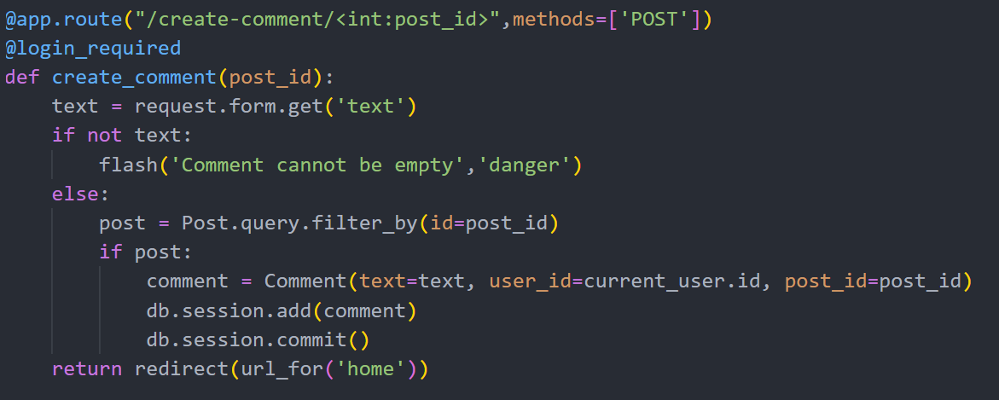 @app.route("/create-comment/<int:post_id>",methods=['POST'])
@login_required
def create_comment(post_id):
    text = request.form.get('text')
    if not text:
        flash('Comment cannot be empty','danger')
    else:
        post = Post.query.filter_by(id=post_id)
        if post:
            comment = Comment(text=text, user_id=current_user.id, post_id=post_id)
            db.session.add(comment)
            db.session.commit()
    return redirect(url_for('home'))